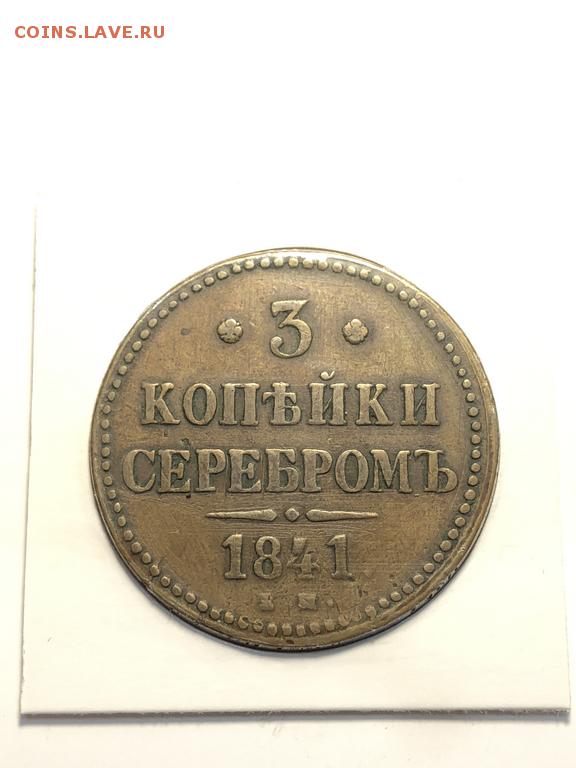 COINS.LAVE.RU
3
КОПѢЙКИ
СЕРЕБРОМЪ
1841